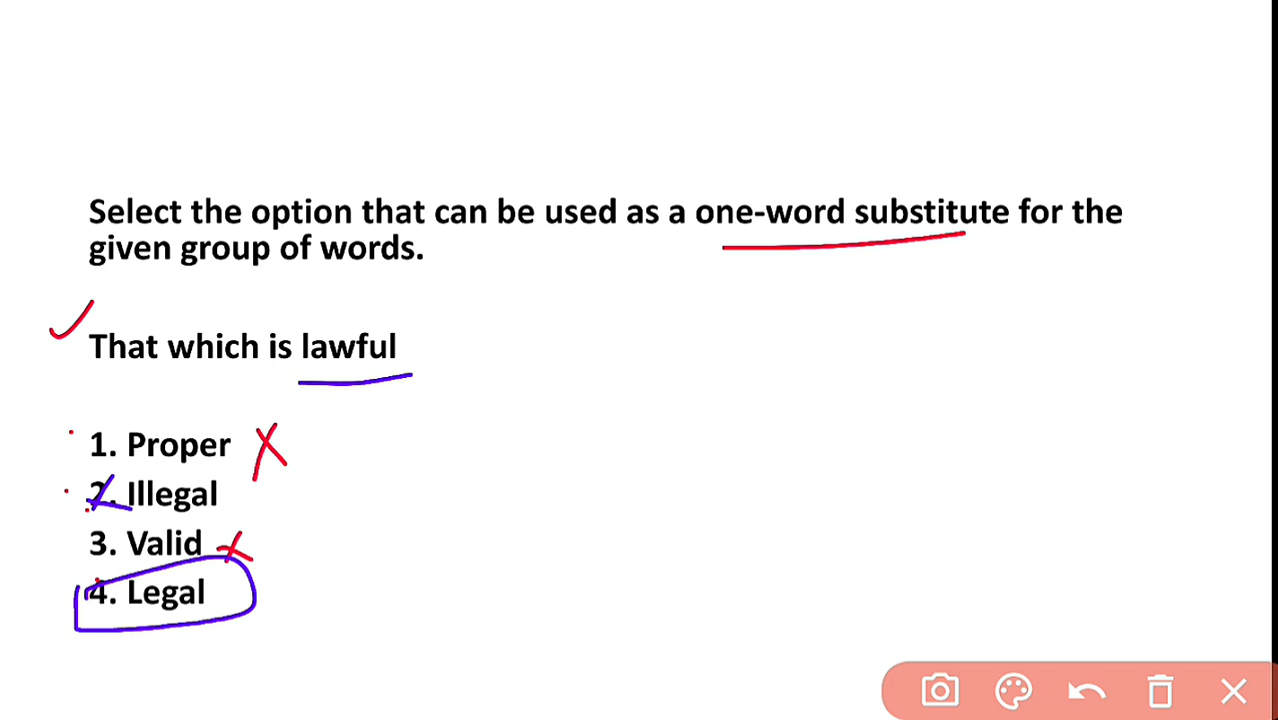 Select the option that can be used as a one-word substitute for the
given group of words.
That which is lawful
1. Proper
2. Illegal
3. Valid
4. Legal